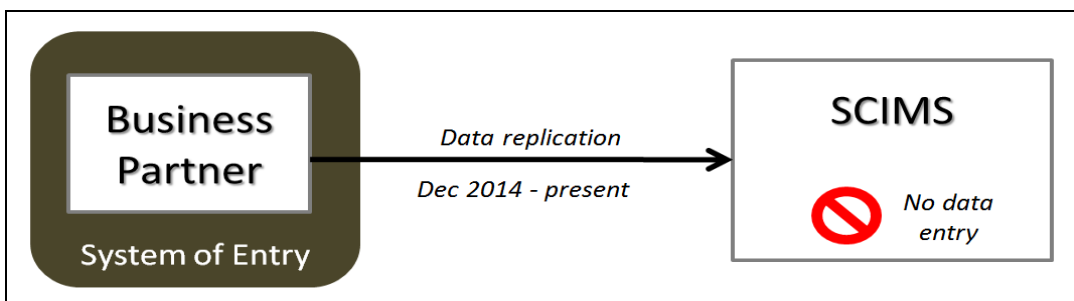 Business
Partner
System of Entry
Data replication
Dec 2014 - present
SCIMS
No data
entry